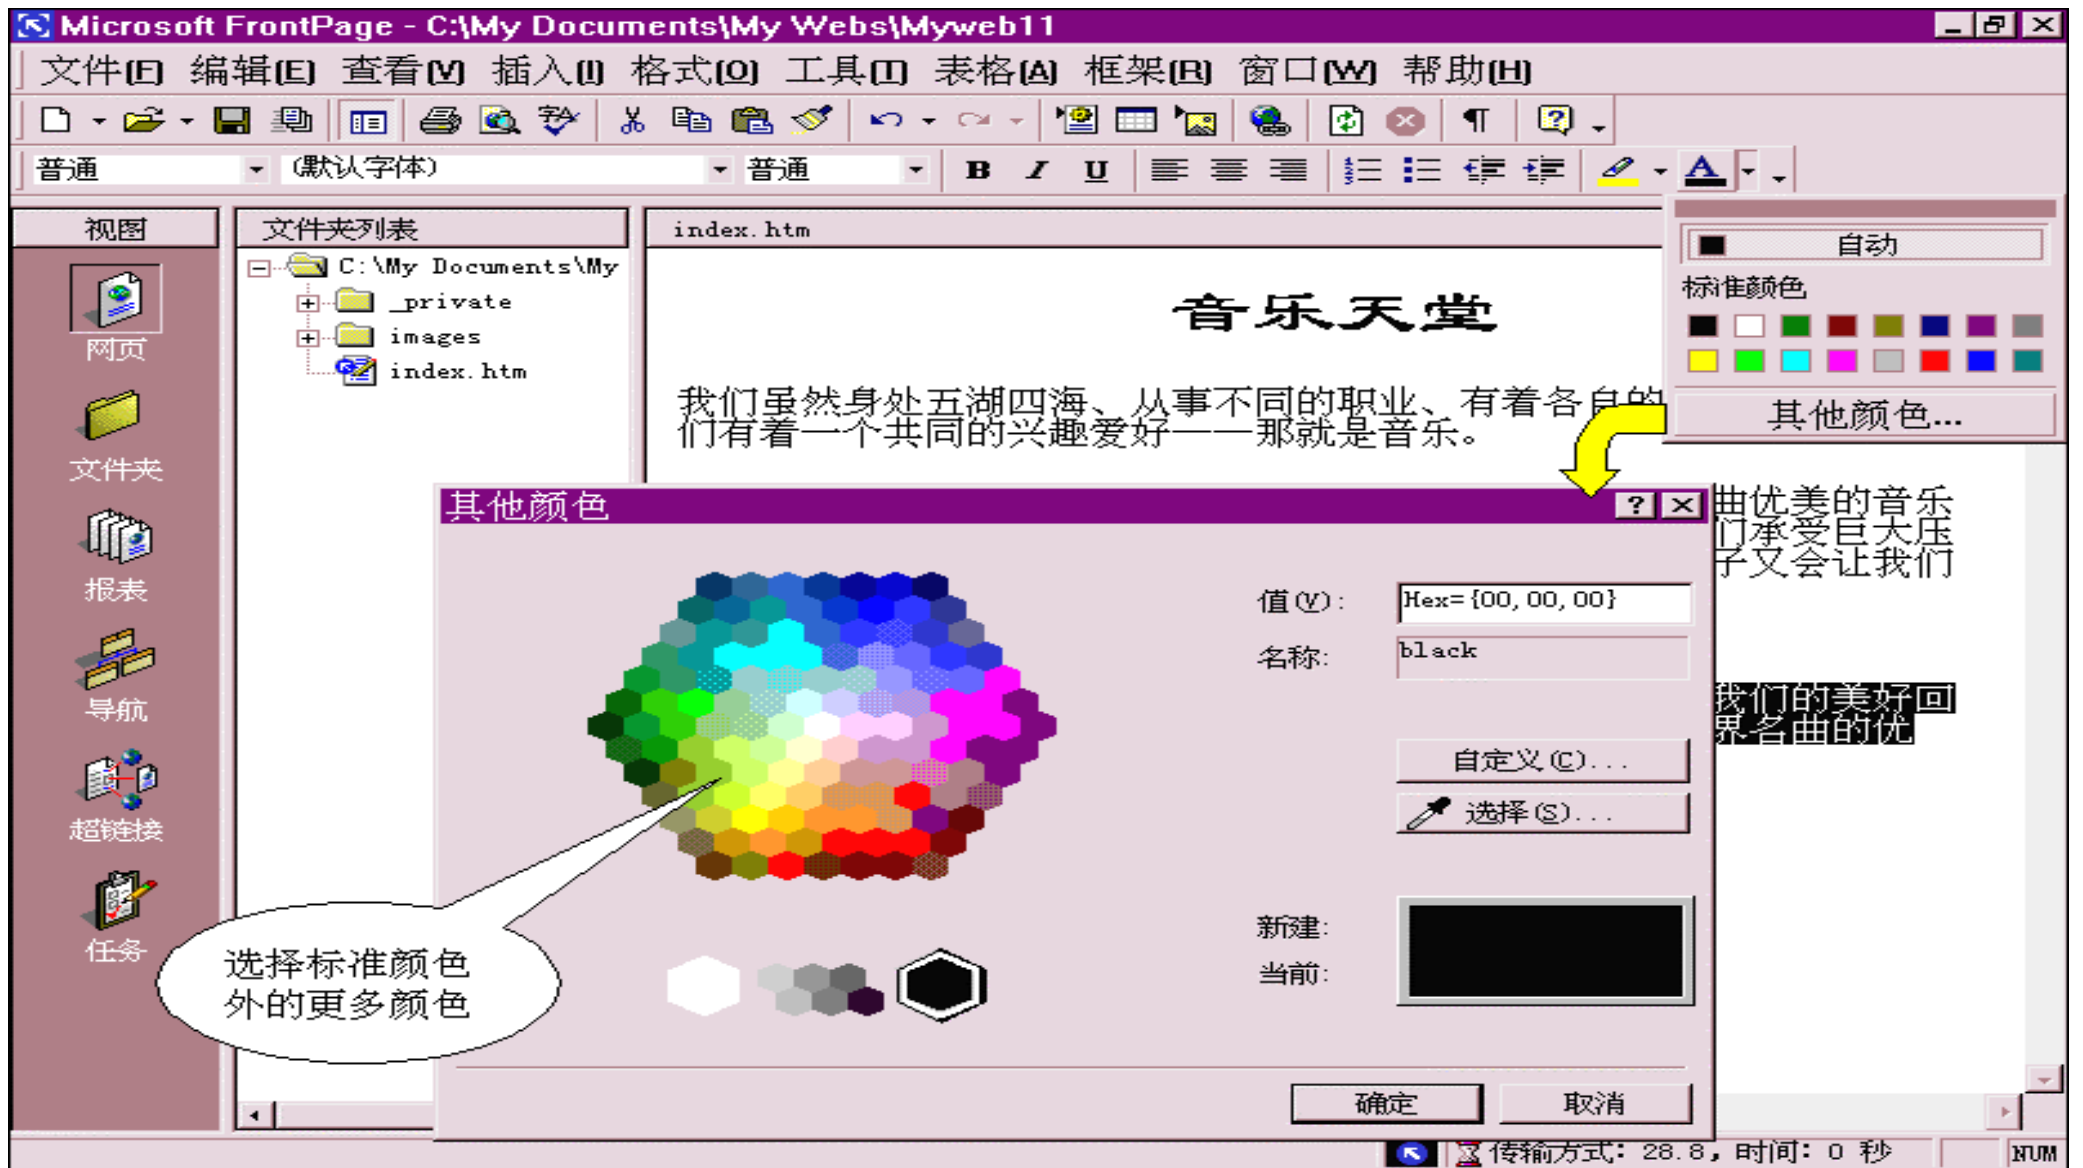 Microsoft FrontPage - C:\My Documents\My Webs\Myweb11
文件(F) 编辑(E) 查看(V) 插入(I) 格式(O) 工具(T) 表格(A) 框架(R) 窗口(W) 帮助(H)
普通 (默认字体) 普通 B I U A
视图
网页
文件夹
报表
导航
超链接
任务
文件夹列表
C:\My Documents\My
_private
images
index.htm
index.htm
音乐天堂
我们虽然身处五湖四海、从事不同的职业、有着各自的
们有着一个共同的兴趣爱好——那就是音乐。
曲优美的音乐
们承受巨大压
子又会让我们
我们的美好回
界名曲的优
自动
标准颜色
其他颜色...
其他颜色
值(V):
Hex={00,00,00}
名称:
black
自定义(C)...
选择(S)...
新建:
当前:
确定
取消
选择标准颜色
外的更多颜色
传输方式: 28.8, 时间: 0 秒
NUM